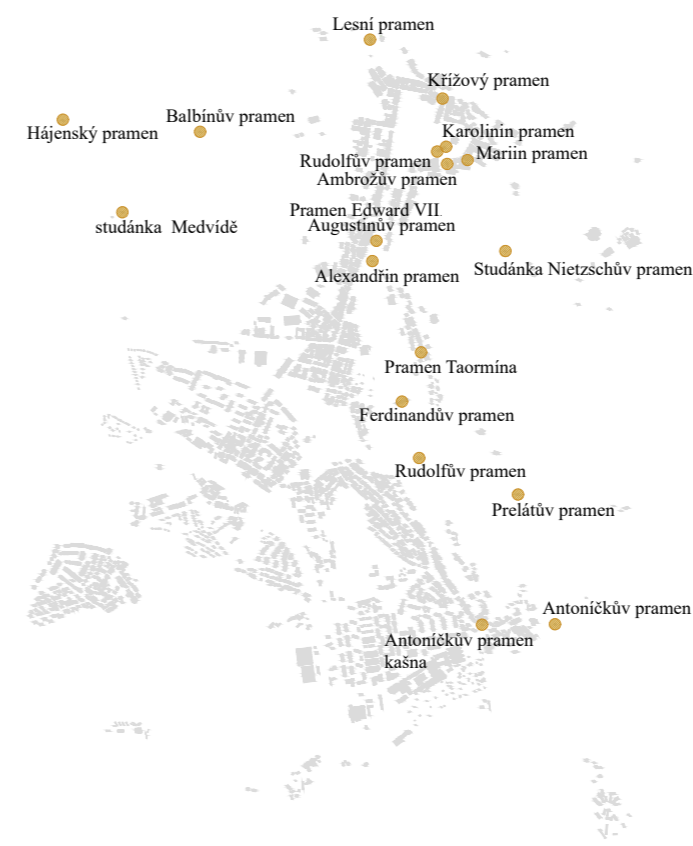 Lesní pramen
Křížový pramen
Balbínův pramen
Hájenský pramen
Karolinin pramen
Mariin pramen
Rudolfův pramen
Ambrožův pramen
Pramen Edward VII.
Augustinův pramen
studánka Medvídě
Studánka Nietzschův pramen
Alexandřin pramen
Pramen Taormína
Ferdinandův pramen
Rudolfův pramen
Prelátův pramen
Antoníčkův pramen
Antoníčkův pramen
kašna